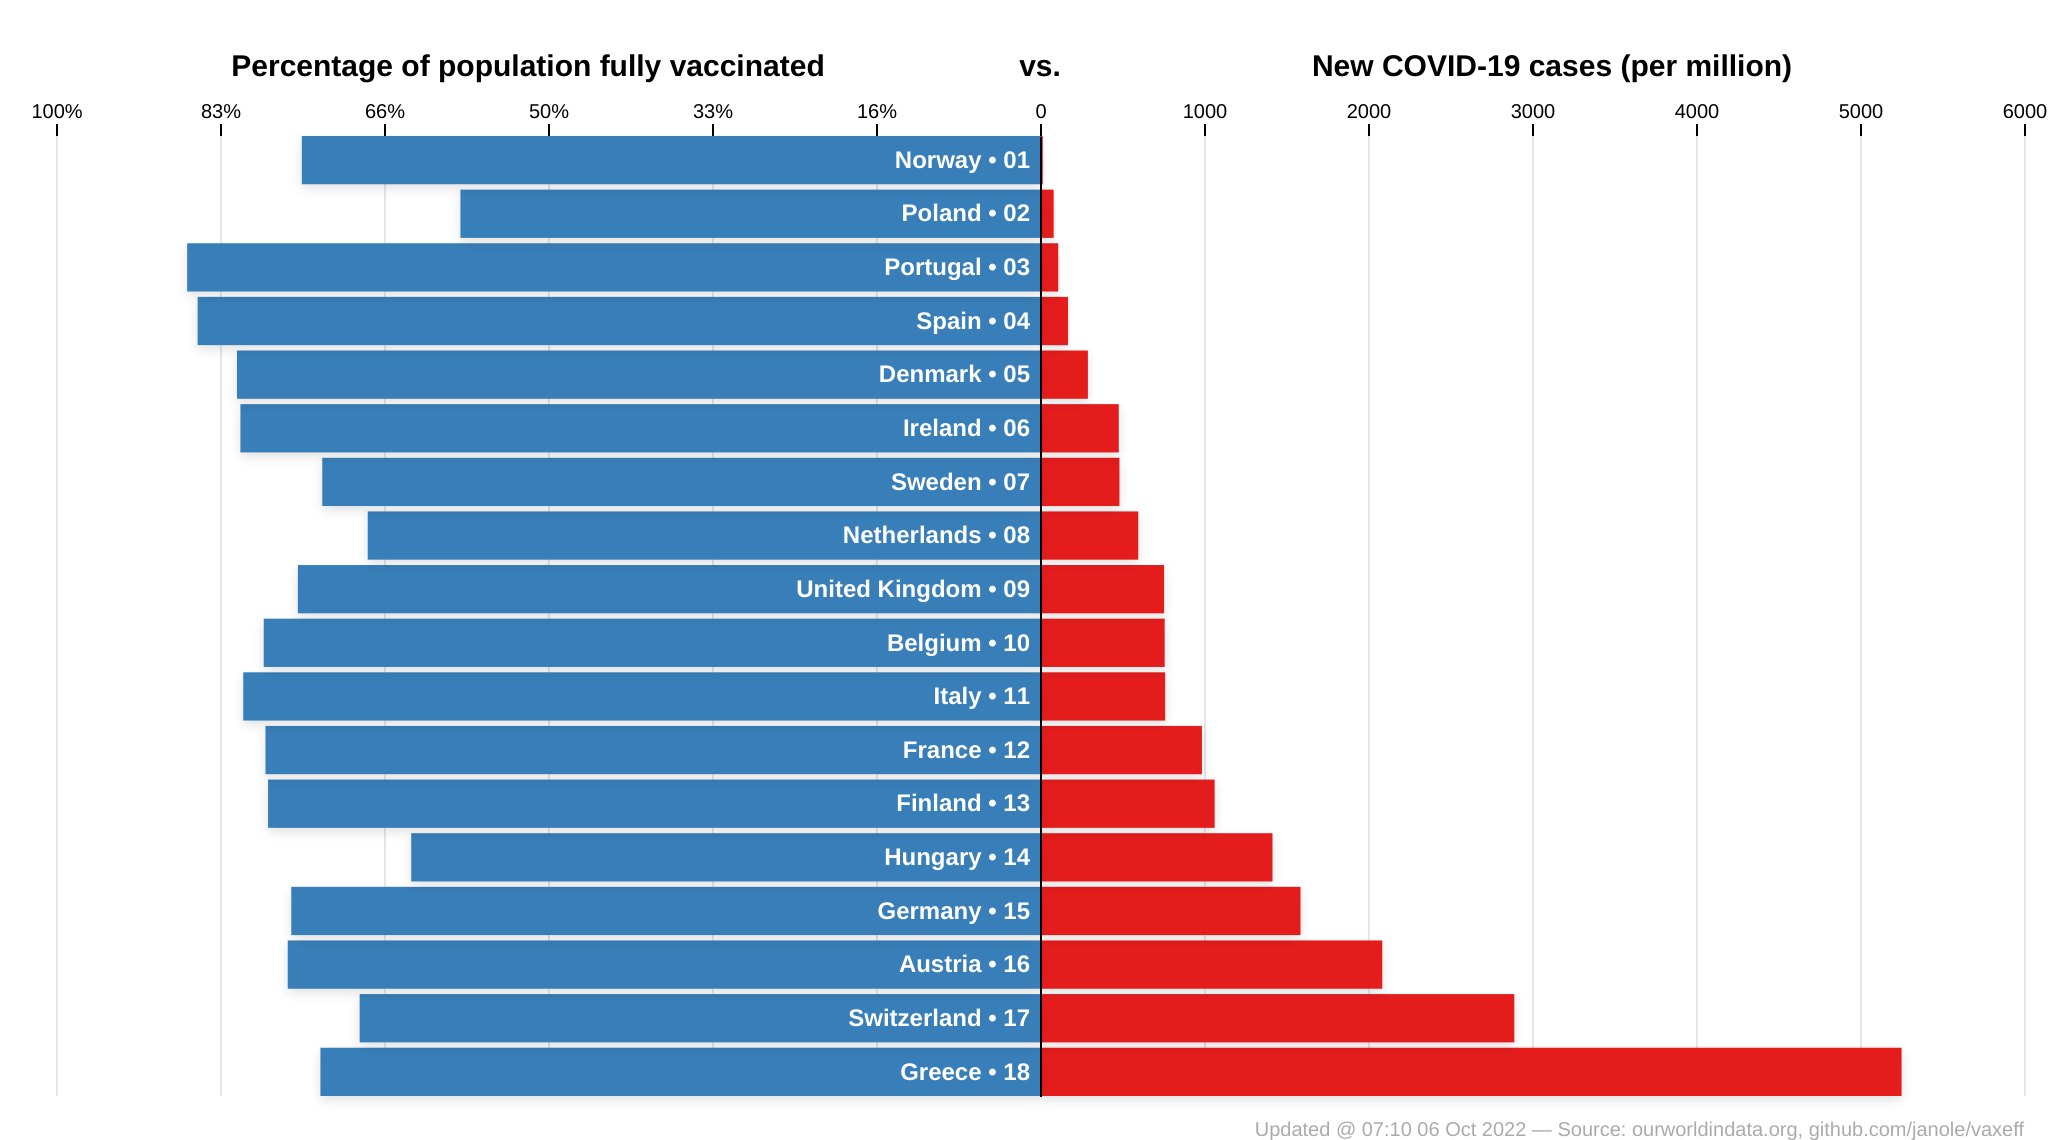 Percentage of population fully vaccinated vs. New COVID-19 cases (per million)
100% 83% 66% 50% 33% 16% 0 1000 2000 3000 4000 5000 6000
Norway • 01
Poland • 02
Portugal • 03
Spain • 04
Denmark • 05
Ireland • 06
Sweden • 07
Netherlands • 08
United Kingdom • 09
Belgium • 10
Italy • 11
France • 12
Finland • 13
Hungary • 14
Germany • 15
Austria • 16
Switzerland • 17
Greece • 18
Updated @ 07:10 06 Oct 2022 — Source: ourworldindata.org, github.com/janole/vaxeff